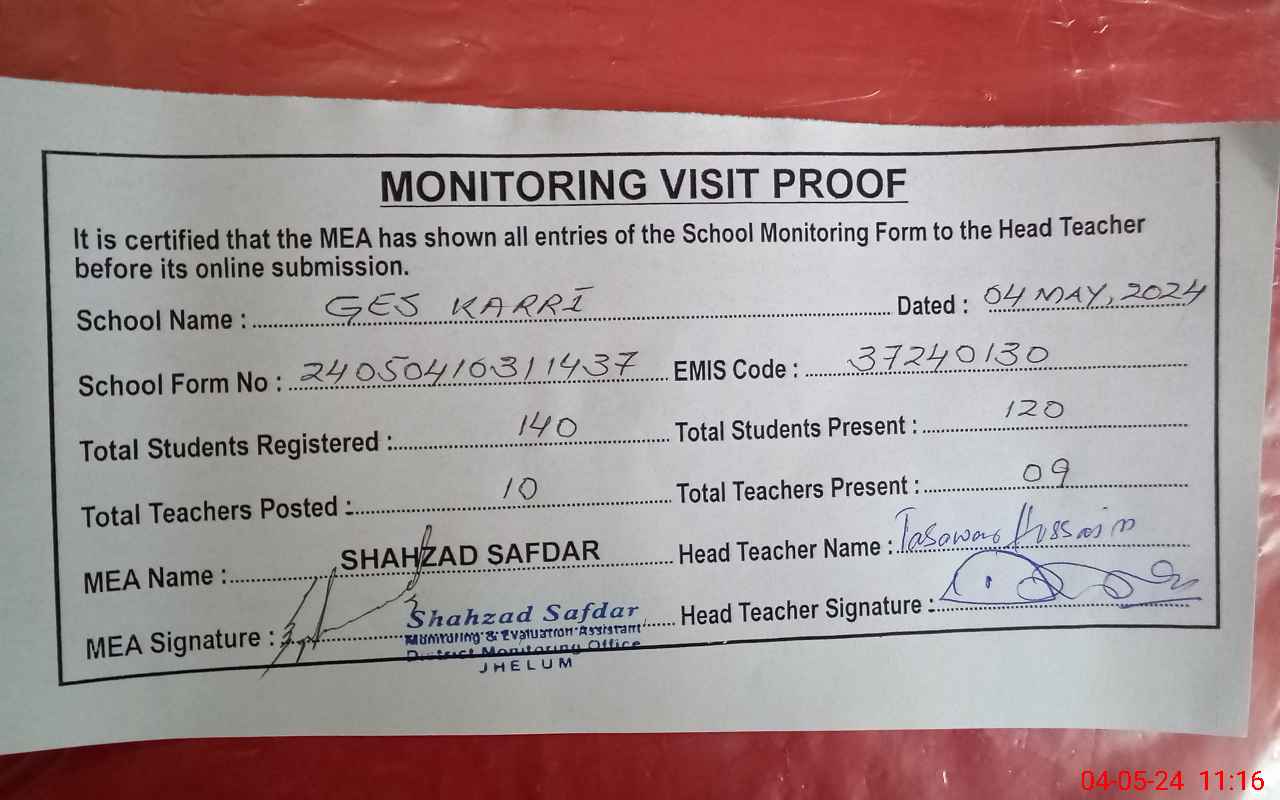 MONITORING VISIT PROOF
It is certified that the MEA has shown all entries of the School Monitoring Form to the Head Teacher
before its online submission.
School Name : GES KARRI Dated : 04 MAY, 2024
School Form No : 24050416311437 EMIS Code : 37240130
Total Students Registered : 140 Total Students Present : 120
Total Teachers Posted : 10 Total Teachers Present : 09
MEA Name : SHAHZAD SAFDAR Head Teacher Name : Tasawar Hussain
MEA Signature : Head Teacher Signature :
Shahzad Safdar
Monitoring & Evaluation Assistant
District Monitoring Office
JHELUM
04-05-24 11:16